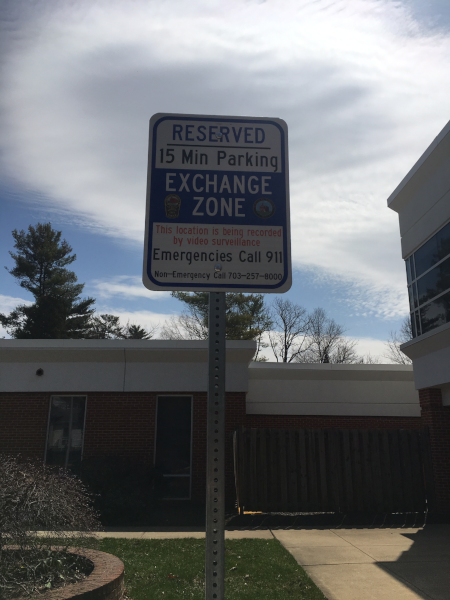 RESERVED
15 Min Parking
EXCHANGE
ZONE
This location is being recorded
by video surveillance
Emergencies Call 911
Non-Emergency Call 703-257-8000